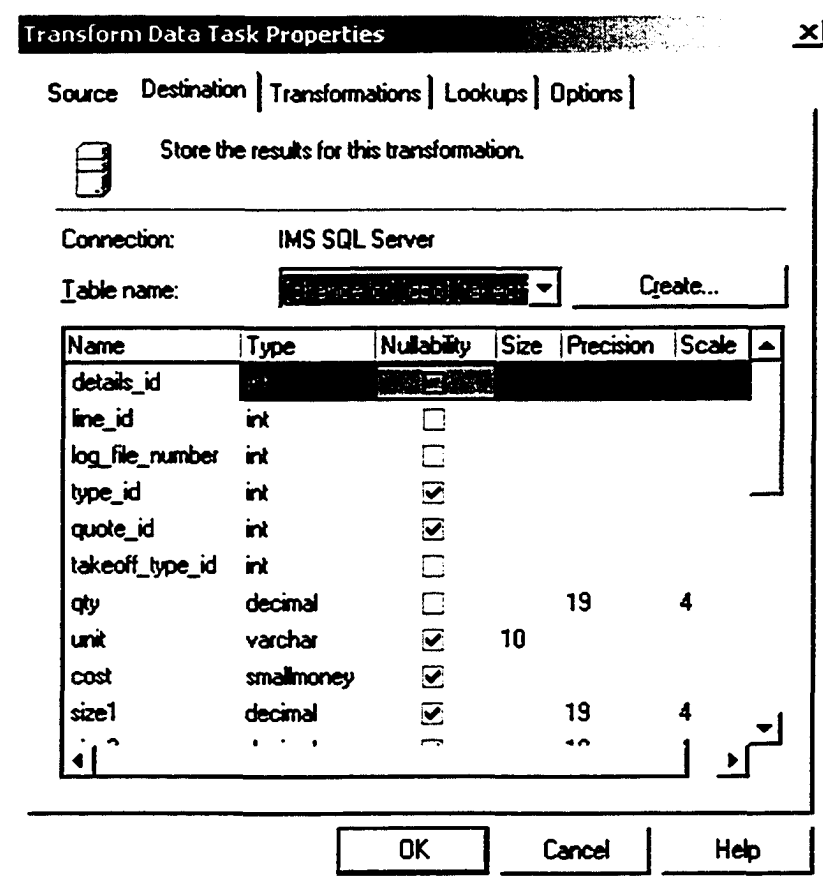 Transform Data Task Properties
Source Destination Transformations Lookups Options
Store the results for this transformation.
Connection: IMS SQL Server
Table name: Create...
Name Type Nullability Size Precision Scale
details_id int
line_id int
log_file_number int
type_id int
quote_id int
takeoff_type_id int
qty decimal 19 4
unit varchar 10
cost smallmoney
size1 decimal 19 4
OK Cancel Help